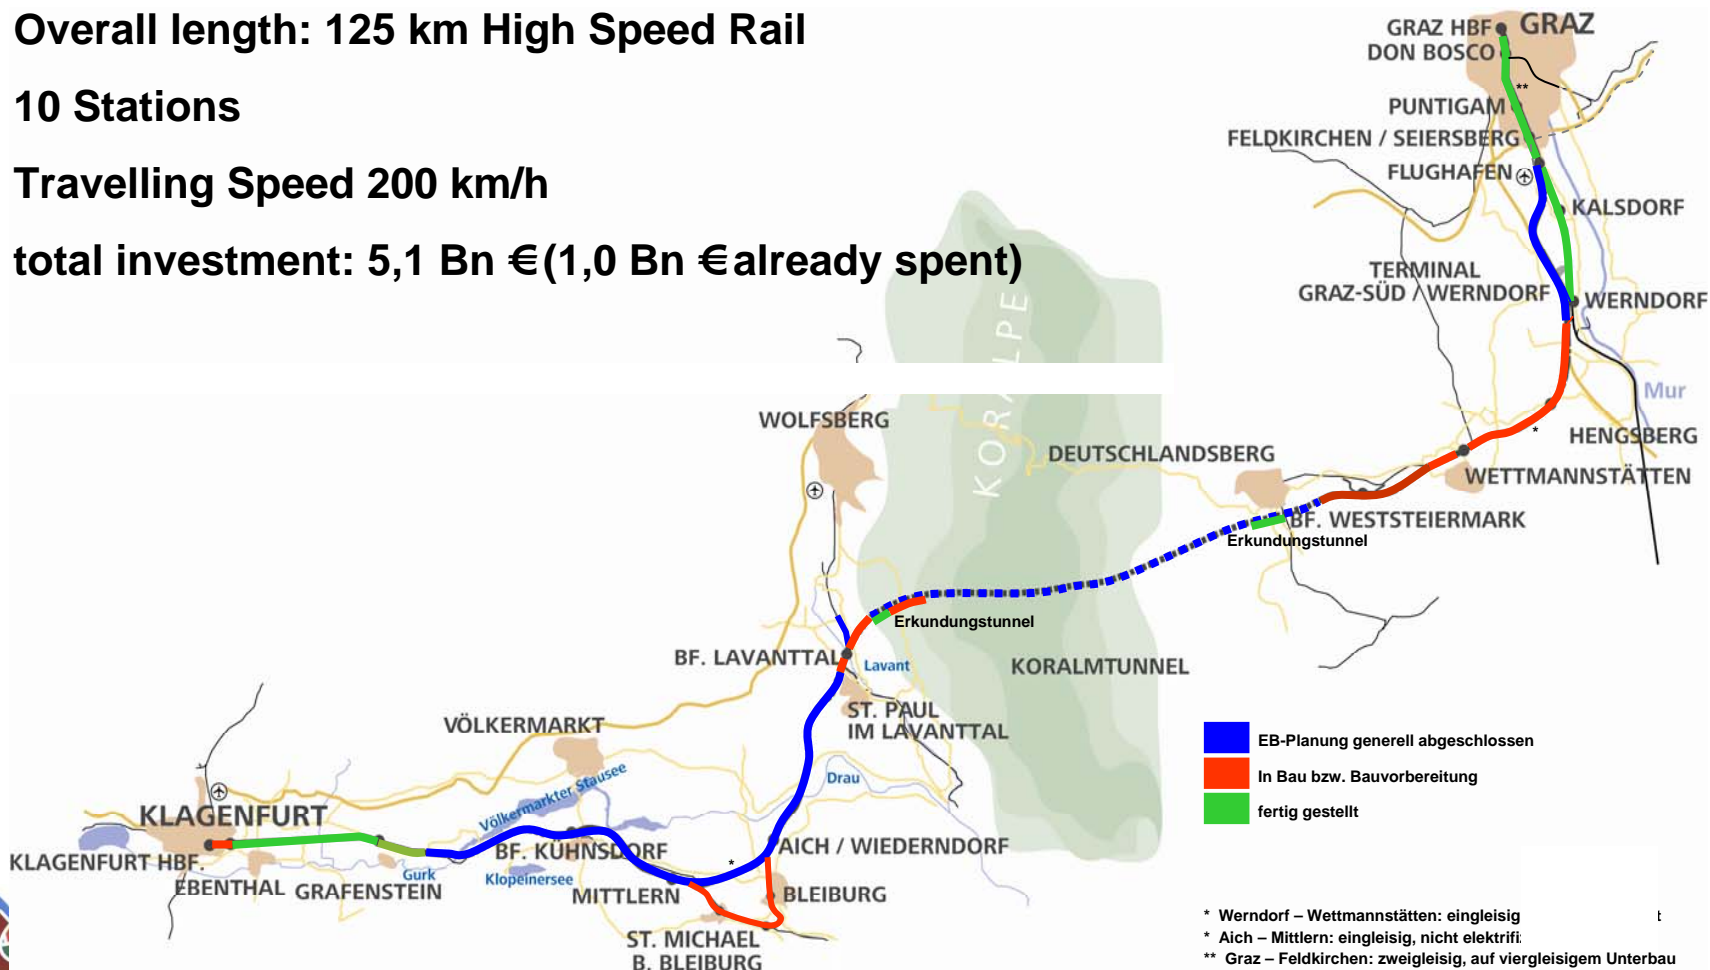 Overall length: 125 km High Speed Rail
10 Stations
Travelling Speed 200 km/h
total investment: 5,1 Bn €(1,0 Bn €already spent)
GRAZ HBF
GRAZ
DON BOSCO
**
PUNTIGAM
FELDKIRCHEN / SEIERSBERG
FLUGHAFEN
KALSDORF
TERMINAL
GRAZ-SÜD / WERNDORF
WERNDORF
Mur
KORALPE
WOLFSBERG
*
HENGSBERG
DEUTSCHLANDSBERG
WETTMANNSTÄTTEN
BF. WESTSTEIERMARK
Erkundungstunnel
Erkundungstunnel
BF. LAVANTTAL
Lavant
KORALMTUNNEL
ST. PAUL
IM LAVANTTAL
VÖLKERMARKT
Völkermarkter Stausee
Drau
KLAGENFURT
KLAGENFURT HBF.
EBENTHAL
GRAFENSTEIN
Gurk
BF. KÜHNSDORF
Klopeinersee
AICH / WIEDERNDORF
*
MITTLERN
BLEIBURG
ST. MICHAEL
B. BLEIBURG
EB-Planung generell abgeschlossen
In Bau bzw. Bauvorbereitung
fertig gestellt
* Werndorf – Wettmannstätten: eingleisig
* Aich – Mittlern: eingleisig, nicht
** Graz – Feldkirchen: zweigleisig, auf viergleisigem Unterbau